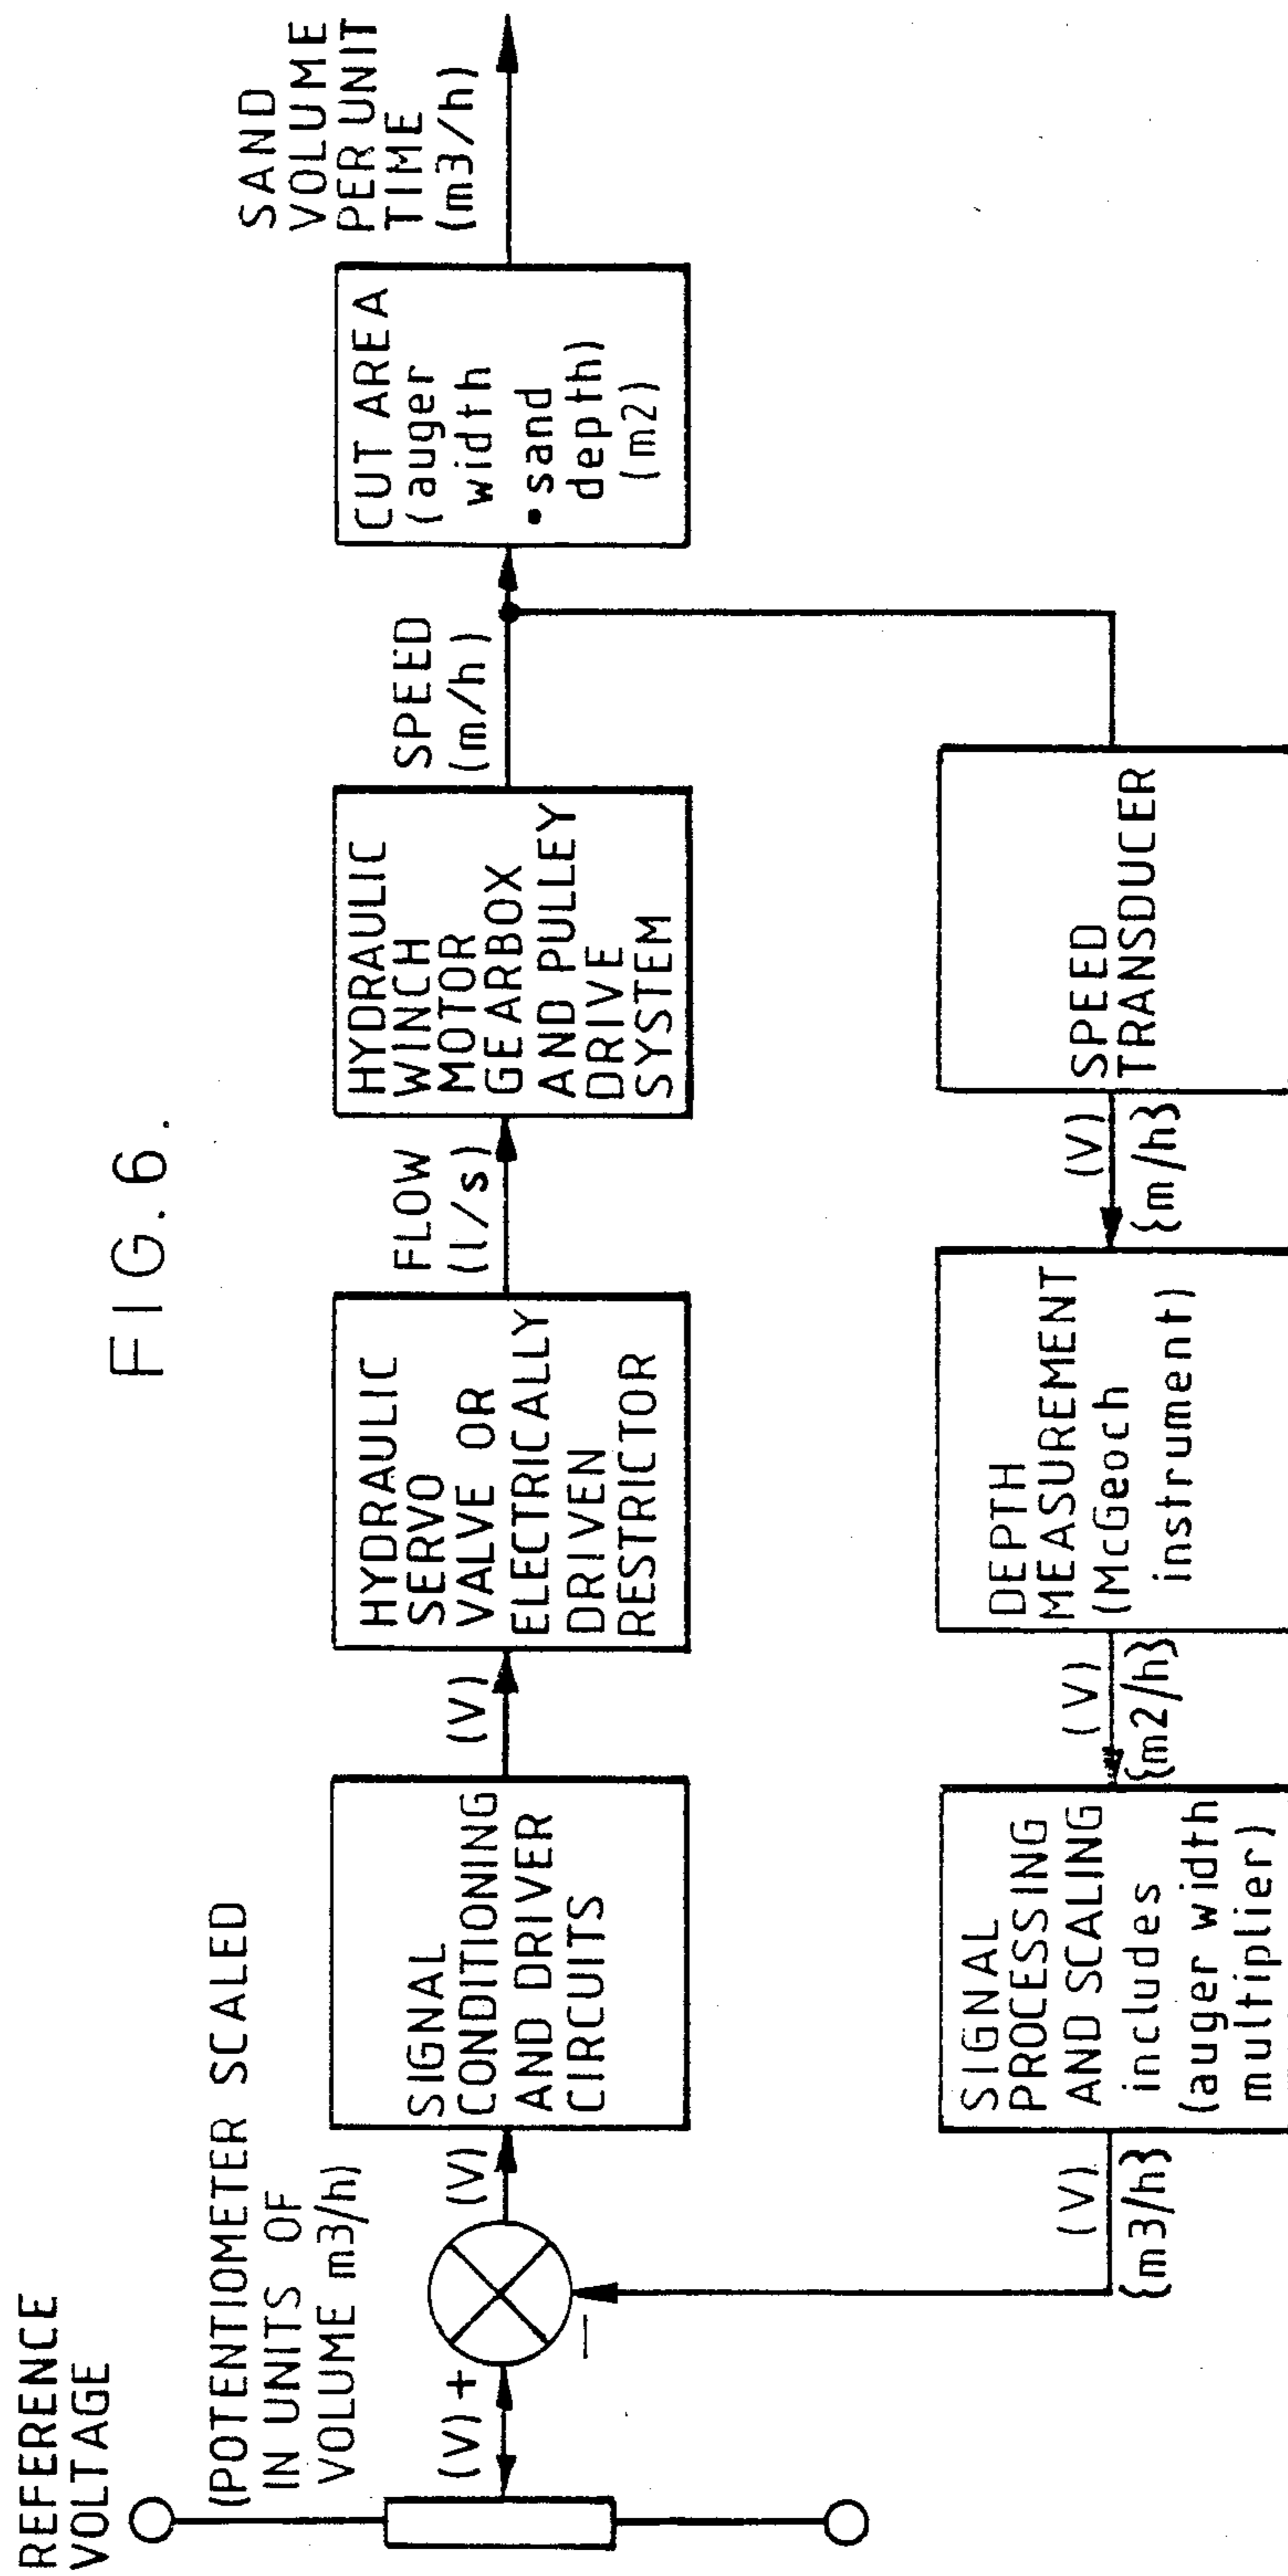 FIG.6.
REFERENCE
VOLTAGE
(POTENTIOMETER SCALED
IN UNITS OF
VOLUME m3/h)
(V) +
—
(V)
SIGNAL
CONDITIONING
AND DRIVER
CIRCUITS
(V)
HYDRAULIC
SERVO
VALVE OR
ELECTRICALLY
DRIVEN
RESTRICTOR
FLOW
(l/s)
HYDRAULIC
WINCH
MOTOR
GEARBOX
AND PULLEY
DRIVE
SYSTEM
SPEED
(m/h)
CUT AREA
(auger
width
• sand
depth)
(m2)
SAND
VOLUME
PER UNIT
TIME
(m3/h)
SPEED
TRANSDUCER
(V)
{m/h}
DEPTH
MEASUREMENT
(McGeoch
instrument)
(V)
{m2/h}
SIGNAL
PROCESSING
AND SCALING
includes
(auger width
multiplier)
(V)
{m3/h}